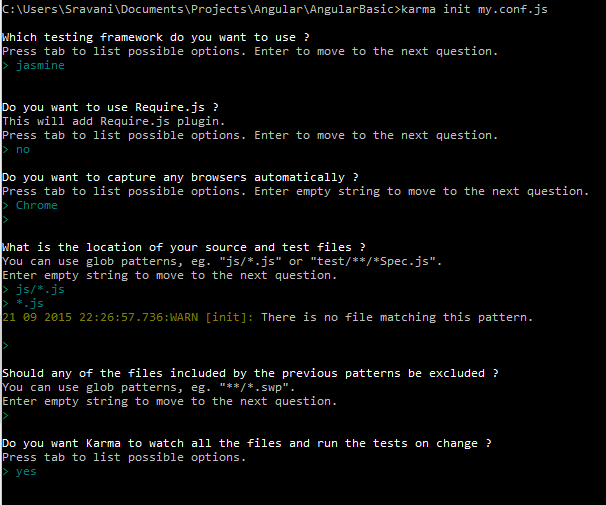 C:\Users\Sravani\Documents\Projects\Angular\AngularBasic>karma init my.conf.js
Which testing framework do you want to use ?
Press tab to list possible options. Enter to move to the next question.
> jasmine
Do you want to use Require.js ?
This will add Require.js plugin.
Press tab to list possible options. Enter to move to the next question.
> no
Do you want to capture any browsers automatically ?
Press tab to list possible options. Enter empty string to move to the next question.
> Chrome
>
What is the location of your source and test files ?
You can use glob patterns, eg. "js/*.js" or "test/**/*Spec.js".
Enter empty string to move to the next question.
> js/*.js
> *.js
21 09 2015 22:26:57.736:WARN [init]: There is no file matching this pattern.
>
Should any of the files included by the previous patterns be excluded ?
You can use glob patterns, eg. "**/*.swp".
Enter empty string to move to the next question.
>
Do you want Karma to watch all the files and run the tests on change ?
Press tab to list possible options.
> yes